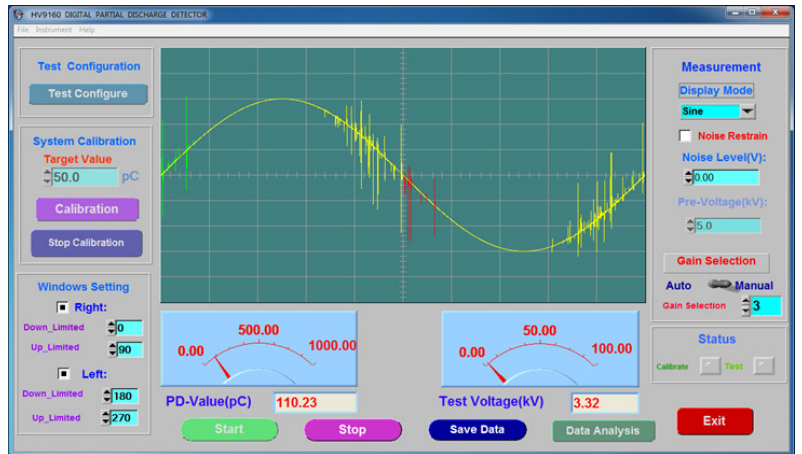 HV9160 DIGITAL PARTIAL DISCHARGE DETECTOR
File Instrument Help
Test Configuration
Test Configure
System Calibration
Target Value
50.0 pC
Calibration
Stop Calibration
Windows Setting
Right:
Down_Limited 0
Up_Limited 90
Left:
Down_Limited 180
Up_Limited 270
0.00 500.00 1000.00
PD-Value(pC) 110.23
0.00 50.00 100.00
Test Voltage(kV) 3.32
Start Stop Save Data Data Analysis
Measurement
Display Mode
Sine
Noise Restrain
Noise Level(V):
0.00
Pre-Voltage(kV):
5.0
Gain Selection
Auto Manual
Gain Selection 3
Status
Calibrate Test
Exit